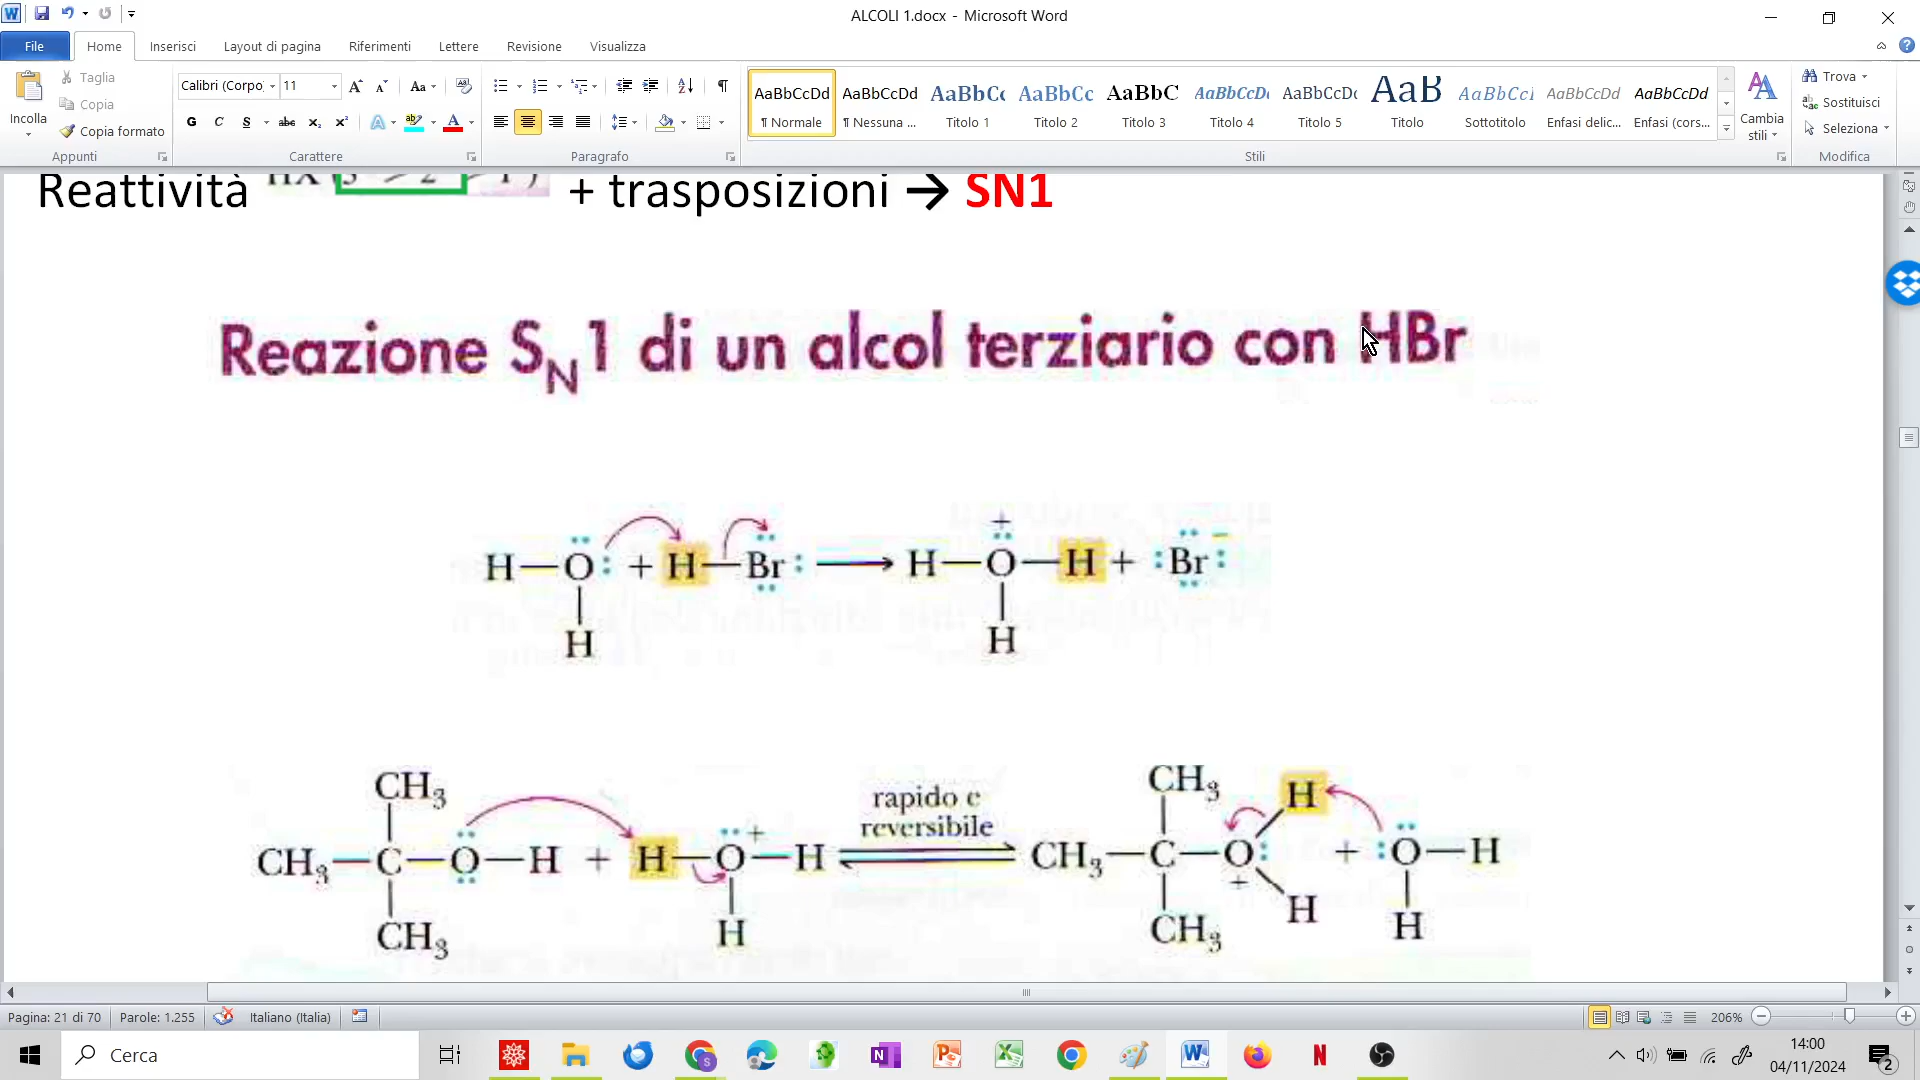 ALCOLI 1.docx - Microsoft Word
File Home Inserisci Layout di pagina Riferimenti Lettere Revisione Visualizza
Incolla
Taglia
Copia
Copia formato
Appunti
Calibri (Corpo 11
Carattere
Paragrafo
AaBbCcDd AaBbCcDd AaBbCc AaBbCc AaBbC AaBbCcDc AaBbCcDc AaB AaBbCcI AaBbCcDd AaBbCcDd
¶ Normale ¶ Nessuna ... Titolo 1 Titolo 2 Titolo 3 Titolo 4 Titolo 5 Titolo Sottotitolo Enfasi delic... Enfasi (cors...
Stili
Cambia stili
Trova
Sostituisci
Seleziona
Modifica
Reattività + trasposizioni → SN1
Reazione SN1 di un alcol terziario con HBr
H—O: + H—Br: ⟶ H—O—H + :Br:⁻
H H
CH3 CH3 H
rapido e
reversibile
CH3—C—O—H + H—O—H CH3—C—O: + :O—H
H H H
CH3 CH3
Pagina: 21 di 70 Parole: 1.255 Italiano (Italia) 206%
Cerca
14:00
04/11/2024
2